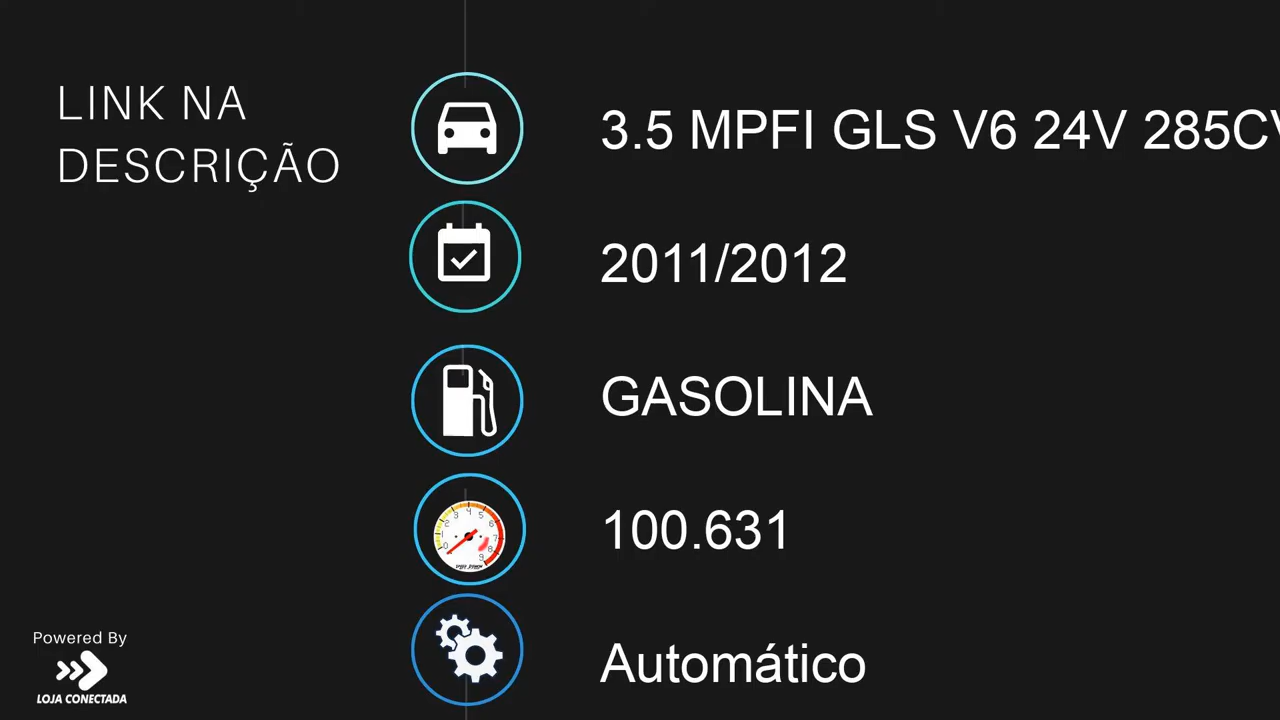 LINK NA
DESCRIÇÃO
3.5 MPFI GLS V6 24V 285CV
2011/2012
GASOLINA
100.631
Automático
Powered By
LOJA CONECTADA